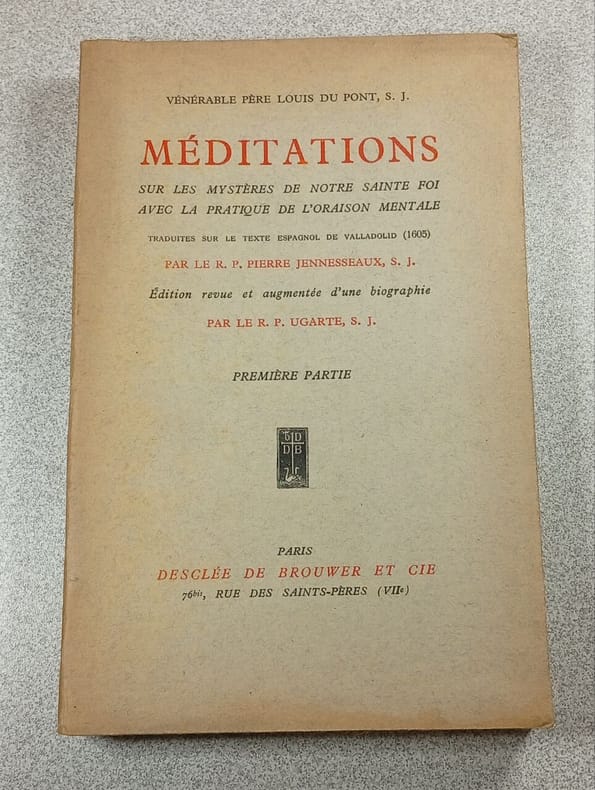 VÉNÉRABLE PÈRE LOUIS DU PONT, S. J.
MÉDITATIONS
SUR LES MYSTÈRES DE NOTRE SAINTE FOI
AVEC LA PRATIQUE DE L'ORAISON MENTALE
TRADUITES SUR LE TEXTE ESPAGNOL DE VALLADOLID (1605)
PAR LE R. P. PIERRE JENNESSEAUX, S. J.
Édition revue et augmentée d'une biographie
PAR LE R. P. UGARTE, S. J.
PREMIÈRE PARTIE
D D
D B
PARIS
DESCLÉE DE BROUWER ET CIE
76bis, RUE DES SAINTS-PÈRES (VIIe)